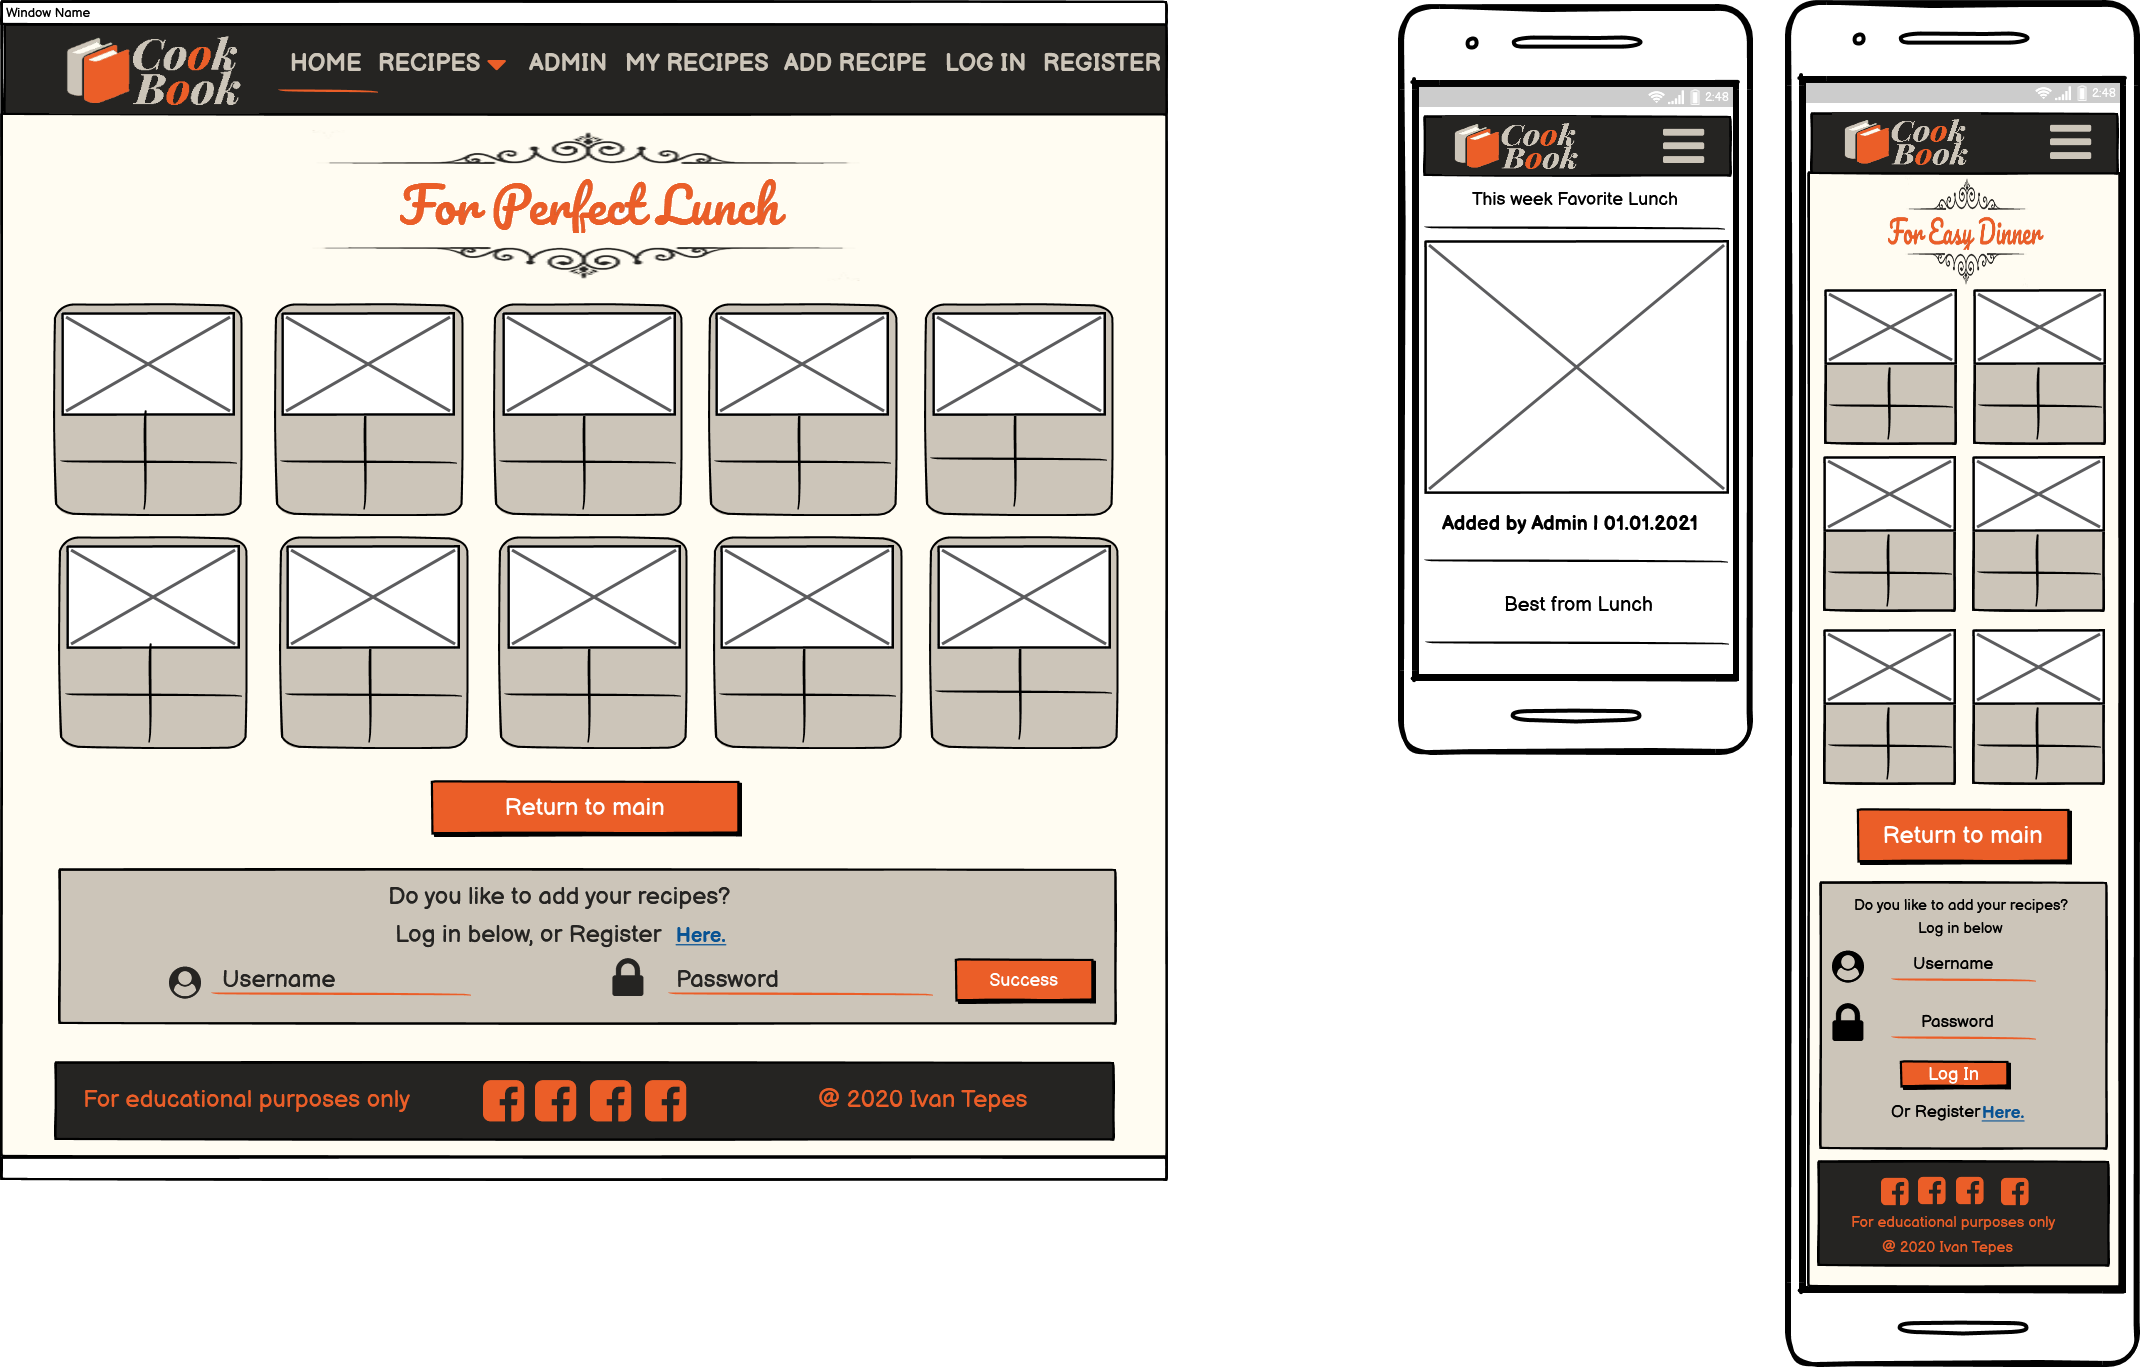 Window Name
Cook
Book
HOME RECIPES ADMIN MY RECIPES ADD RECIPE LOG IN REGISTER
For Perfect Lunch
Return to main
Do you like to add your recipes?
Log in below, or Register Here.
Username Password Success
For educational purposes only @ 2020 Ivan Tepes
2:48
Cook
Book
This week Favorite Lunch
Added by Admin | 01.01.2021
Best from Lunch
2:48
Cook
Book
For Easy Dinner
Return to main
Do you like to add your recipes?
Log in below
Username
Password
Log In
Or Register Here.
For educational purposes only
@ 2020 Ivan Tepes